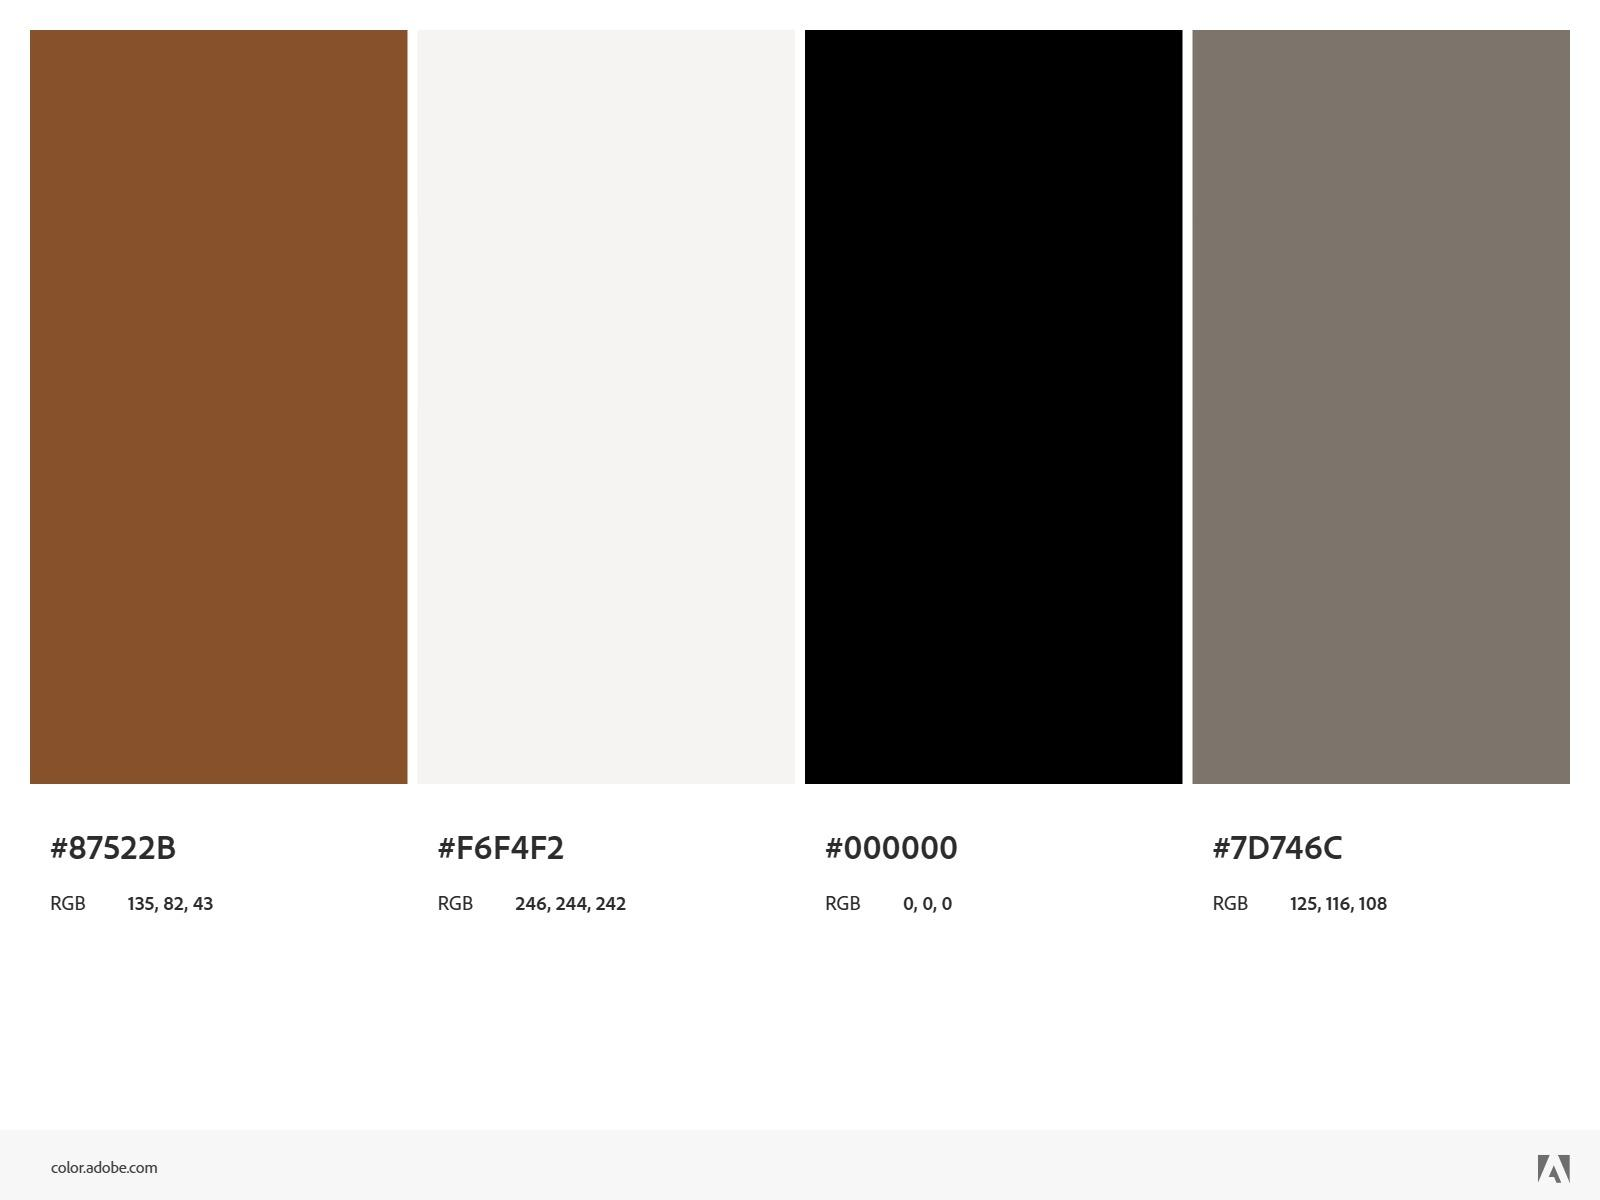 #87522B
RGB 135, 82, 43
#F6F4F2
RGB 246, 244, 242
#000000
RGB 0, 0, 0
#7D746C
RGB 125, 116, 108
color.adobe.com